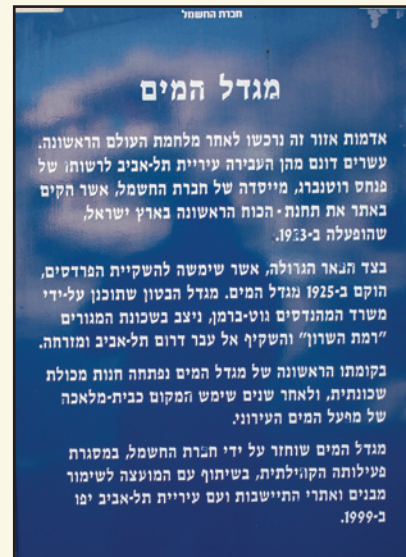 חברת החשמל
מגדל המים
אדמות אזור זה נרכשו לאחר מלחמת העולם הראשונה.
עשרים דונם מהן העבירה עיריית תל-אביב לרשותו של
פנחס רוטנברג, מייסדה של חברת החשמל, אשר הקים
באתר את תחנת - הכוח הראשונה בארץ ישראל,
שהופעלה ב-1923.
בצד הבאר הגדולה, אשר שימשה להשקיית הפרדסים,
הוקם ב-1925 מגדל המים. מגדל הבטון שתוכנן על-ידי
משרד המהנדסים גוט-ברמן, ניצב בשכונת המגורים
"רמת השרון" והשקיף אל עבר דרום תל-אביב ומזרחה.
בקומתו הראשונה של מגדל המים נפתחה חנות מכולת
שכונתית, ולאחר שנים שימש המקום כבית-מלאכה
של מפעל המים העירוני.
מגדל המים שוחזר על ידי חברת החשמל, במסגרת
פעילותה הקהילתית, בשיתוף עם המועצה לשימור
מבנים ואתרי התיישבות ועם עיריית תל-אביב יפו
ב-1999.